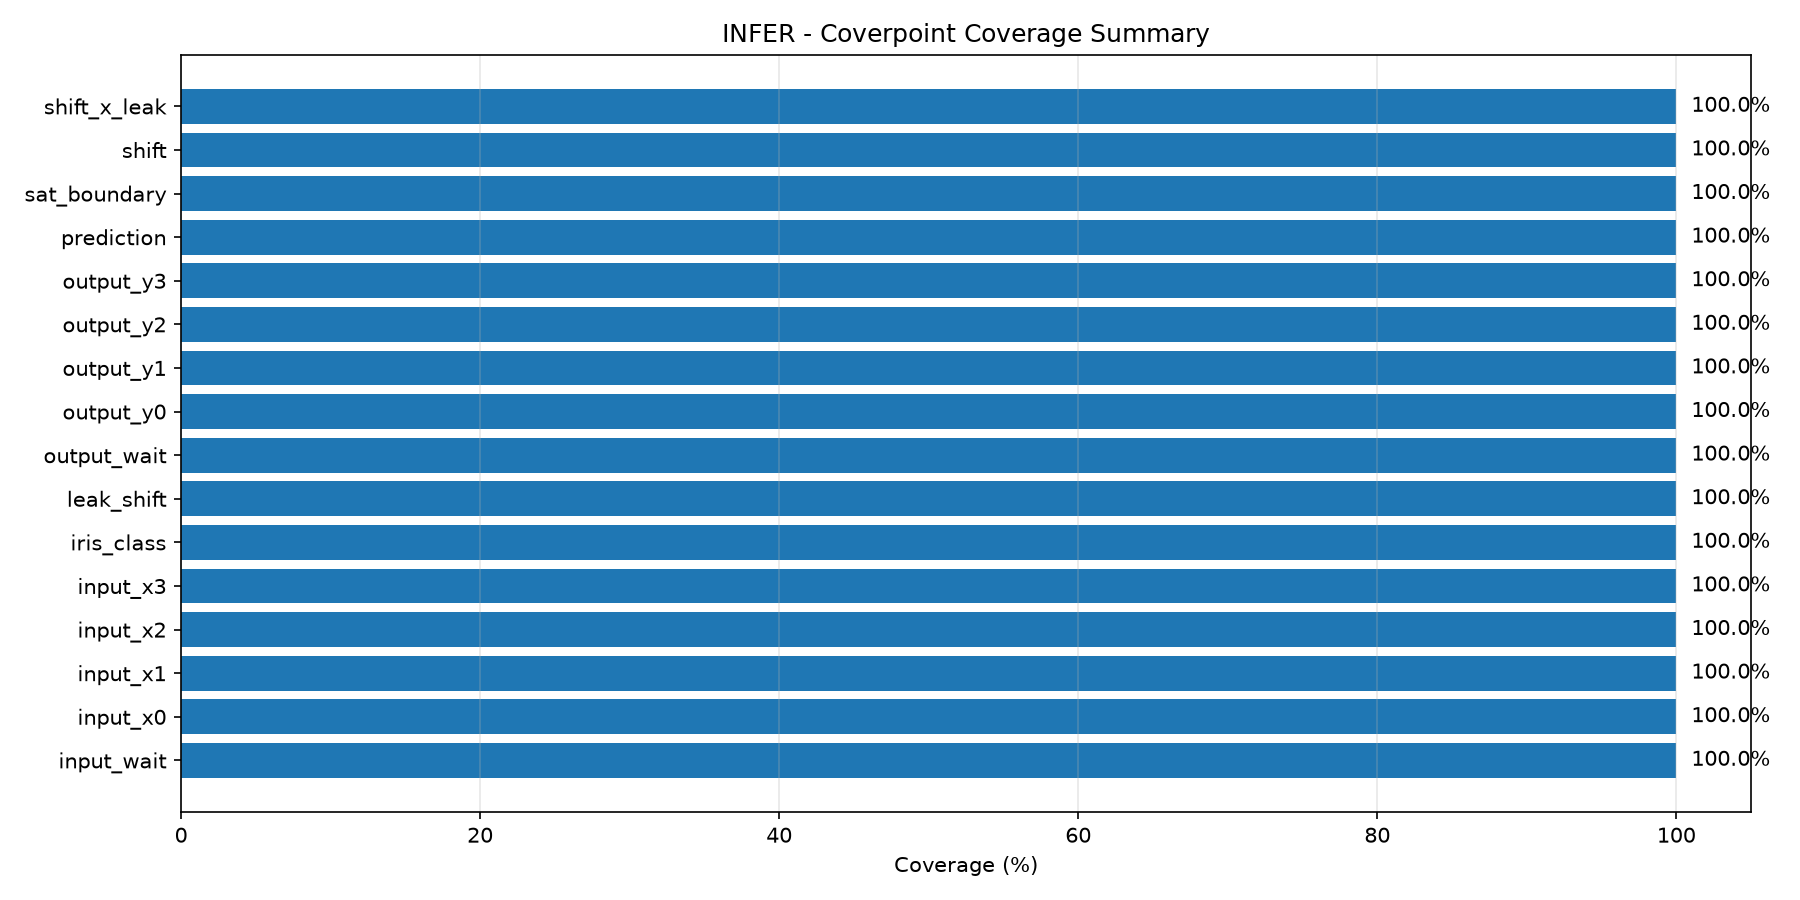 INFER - Coverpoint Coverage Summary
shift_x_leak 100.0%
shift 100.0%
sat_boundary 100.0%
prediction 100.0%
output_y3 100.0%
output_y2 100.0%
output_y1 100.0%
output_y0 100.0%
output_wait 100.0%
leak_shift 100.0%
iris_class 100.0%
input_x3 100.0%
input_x2 100.0%
input_x1 100.0%
input_x0 100.0%
input_wait 100.0%
0 20 40 60 80 100
Coverage (%)